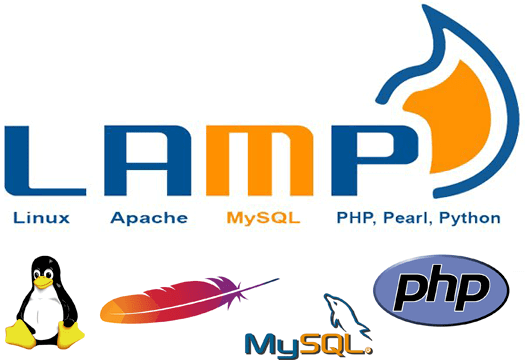 LAMP
Linux Apache MySQL PHP, Pearl, Python
php
MySQL.